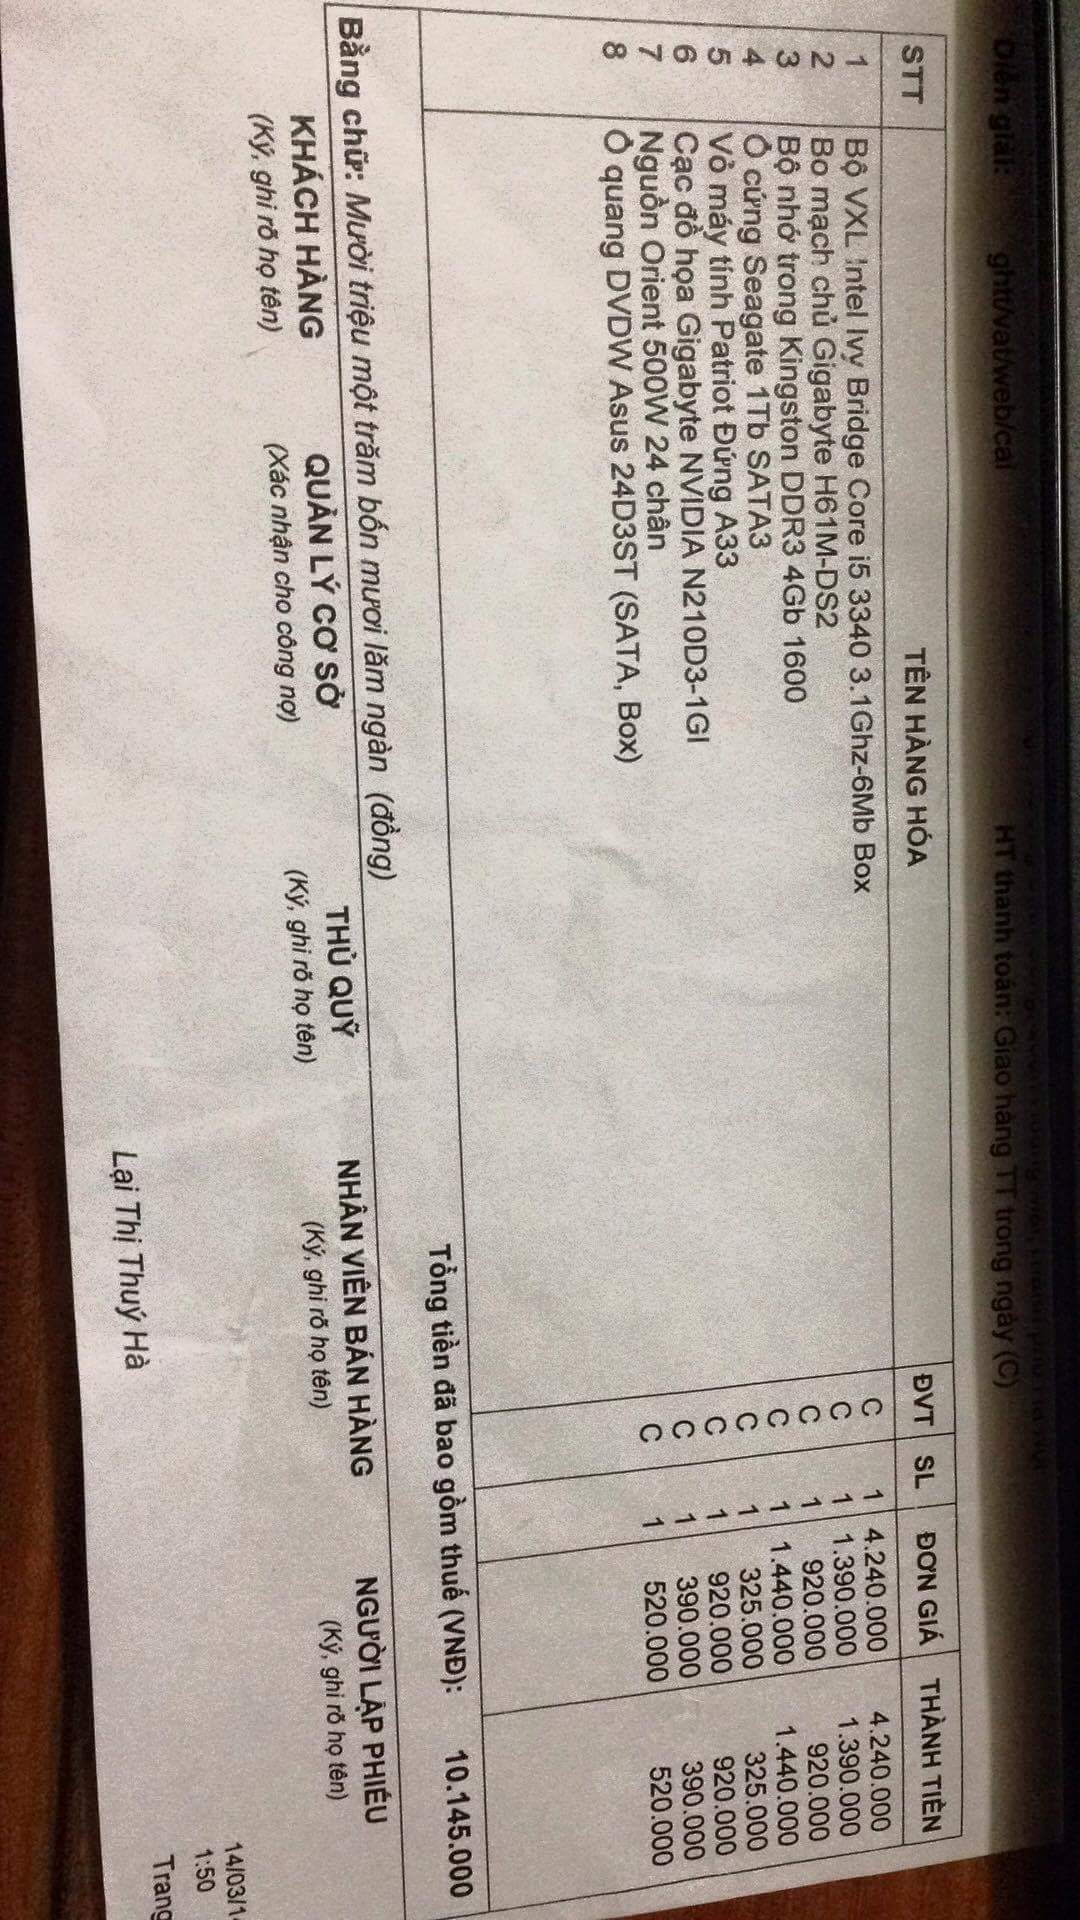 Diễn giải: ght/vat/web/cal HT thanh toán: Giao hàng TT trong ngày (C)
STT TÊN HÀNG HÓA ĐVT SL ĐƠN GIÁ THÀNH TIỀN
1 Bộ VXL Intel Ivy Bridge Core i5 3340 3.1Ghz-6Mb Box C 1 4.240.000 4.240.000
2 Bo mạch chủ Gigabyte H61M-DS2 C 1 1.390.000 1.390.000
3 Bộ nhớ trong Kingston DDR3 4Gb 1600 C 1 920.000 920.000
4 Ổ cứng Seagate 1Tb SATA3 C 1 1.440.000 1.440.000
5 Vỏ máy tính Patriot Đứng A33 C 1 325.000 325.000
6 Cạc đồ họa Gigabyte NVIDIA N210D3-1GI C 1 920.000 920.000
7 Nguồn Orient 500W 24 chân C 1 390.000 390.000
8 Ổ quang DVDW Asus 24D3ST (SATA, Box) C 1 520.000 520.000
Tổng tiền đã bao gồm thuế (VNĐ): 10.145.000
Bằng chữ: Mười triệu một trăm bốn mươi lăm ngàn (đồng)
KHÁCH HÀNG QUẢN LÝ CƠ SỞ THỦ QUỸ NHÂN VIÊN BÁN HÀNG NGƯỜI LẬP PHIẾU
(Ký, ghi rõ họ tên) (Xác nhận cho công nợ) (Ký, ghi rõ họ tên) (Ký, ghi rõ họ tên) (Ký, ghi rõ họ tên)
Lại Thị Thuý Hà
14/03/1
1:50
Trang